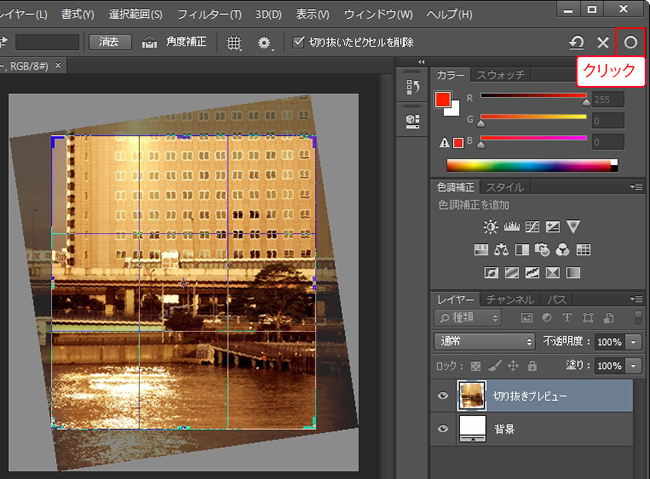 レイヤー(L) 書式(Y) 選択範囲(S) フィルター(T) 3D(D) 表示(V) ウィンドウ(W) ヘルプ(H)
消去 角度補正 切り抜いたピクセルを削除
クリック
, RGB/8#) ×
カラー スウォッチ
R 255
G 0
B 0
色調補正 スタイル
色調補正を追加
レイヤー チャンネル パス
種類
通常 不透明度: 100%
ロック: 塗り: 100%
切り抜きプレビュー
背景